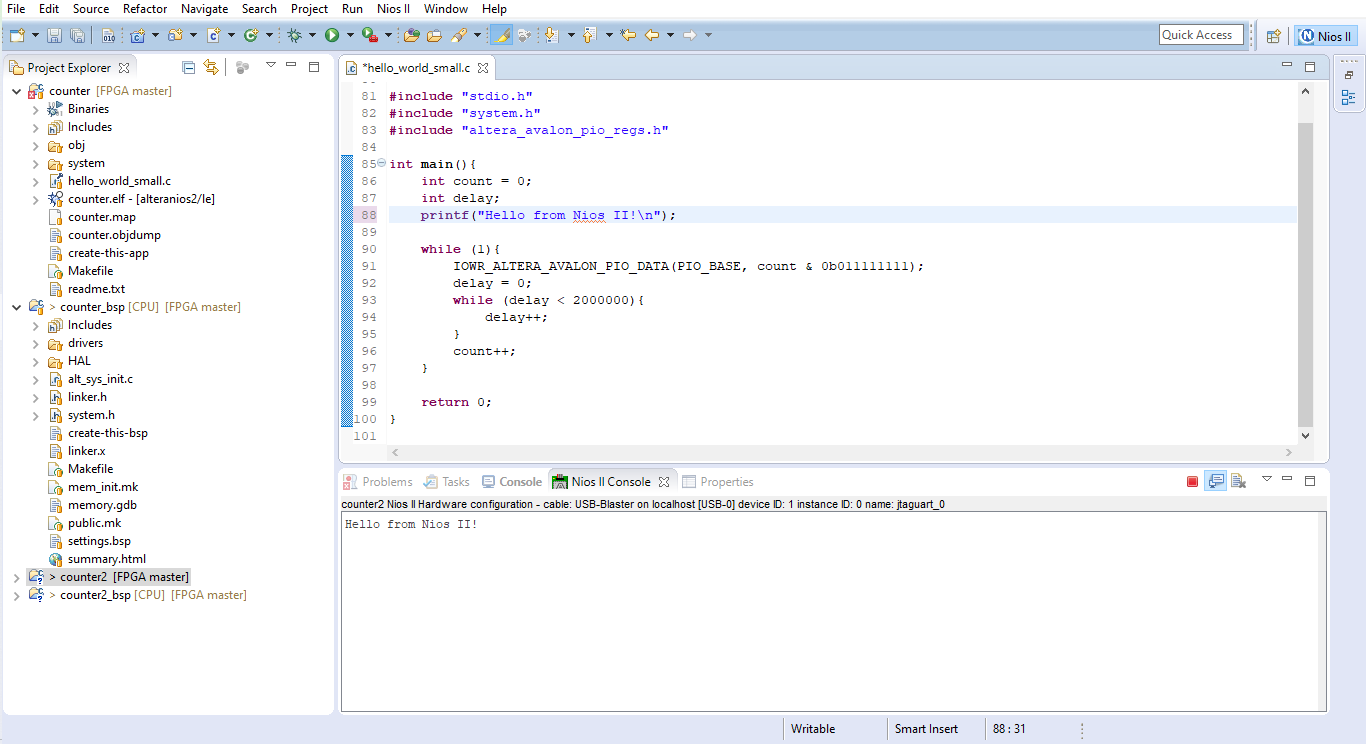 File Edit Source Refactor Navigate Search Project Run Nios II Window Help
Quick Access
Nios II
Project Explorer
counter [FPGA master]
Binaries
Includes
obj
system
hello_world_small.c
counter.elf - [alteranios2/le]
counter.map
counter.objdump
create-this-app
Makefile
readme.txt
> counter_bsp [CPU] [FPGA master]
Includes
drivers
HAL
alt_sys_init.c
linker.h
system.h
create-this-bsp
linker.x
Makefile
mem_init.mk
memory.gdb
public.mk
settings.bsp
summary.html
> counter2 [FPGA master]
> counter2_bsp [CPU] [FPGA master]
*hello_world_small.c
81 #include "stdio.h"
82 #include "system.h"
83 #include "altera_avalon_pio_regs.h"
84
85 int main(){
86 int count = 0;
87 int delay;
88 printf("Hello from Nios II!\n");
89
90 while (1){
91 IOWR_ALTERA_AVALON_PIO_DATA(PIO_BASE, count & 0b011111111);
92 delay = 0;
93 while (delay < 2000000){
94 delay++;
95 }
96 count++;
97 }
98
99 return 0;
100 }
101
Problems Tasks Console Nios II Console Properties
counter2 Nios II Hardware configuration - cable: USB-Blaster on localhost [USB-0] device ID: 1 instance ID: 0 name: jtaguart_0
Hello from Nios II!
Writable Smart Insert 88 : 31